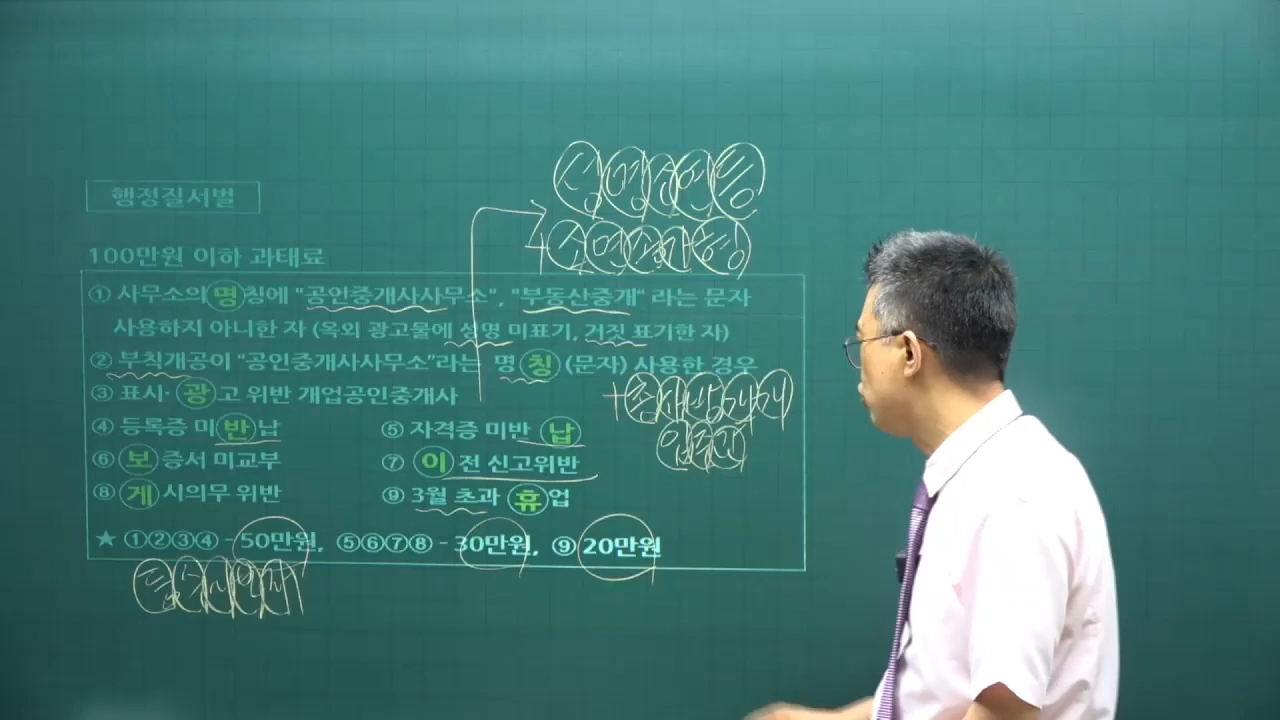 행정질서벌
100만원 이하 과태료
① 사무소의 명칭에 "공인중개사사무소", "부동산중개" 라는 문자
사용하지 아니한 자 (옥외 광고물에 성명 미표기, 거짓 표기한 자)
② 부칙개공이 "공인중개사사무소"라는 명칭 (문자) 사용한 경우
③ 표시·광고 위반 개업공인중개사
④ 등록증 미반납 ⑤ 자격증 미반납
⑥ 보증서 미교부 ⑦ 이전 신고위반
⑧ 게시의무 위반 ⑨ 3월 초과 휴업
★ ①②③④ - 50만원, ⑤⑥⑦⑧ - 30만원, ⑨ 20만원